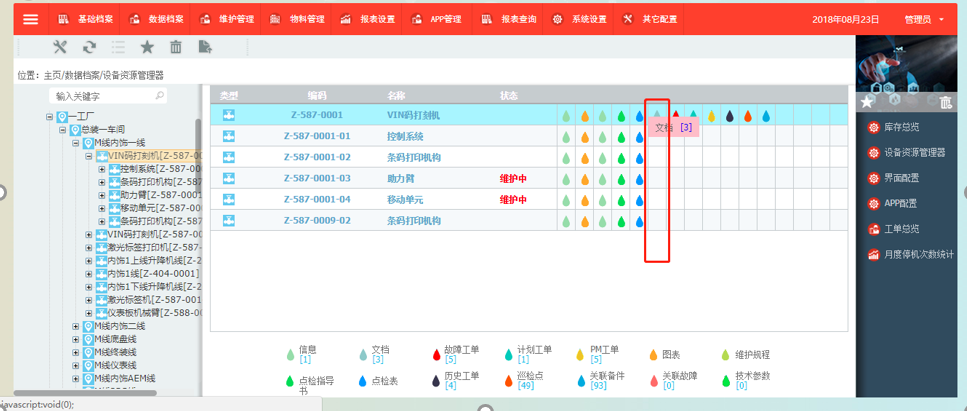 基础档案 数据档案 维护管理 物料管理 报表设置 APP管理 报表查询 系统设置 其它配置 2018年08月23日 管理员
位置: 主页/数据档案/设备资源管理器
输入关键字
一工厂
总装一车间
M线内饰一线
VIN码打刻机[Z-587-00
控制系统[Z-587-0
条码打印机构[Z-5
助力臂[Z-587-00
移动单元[Z-587-0
条码打印机构[Z-5
VIN码打刻机[Z-587-00
激光标签打印机[Z-587
内饰1上线升降机线[Z-2
内饰1线[Z-404-0001]
内饰1下线升降机线[Z-2
激光标签机[Z-587-001
仪表板机械臂[Z-588-00
M线内饰二线
M线底盘线
M线终装线
M线仪表线
M线内饰AEM线
类型 编码 名称 状态
Z-587-0001 VIN码打刻机
文档 [3]
Z-587-0001-01 控制系统
Z-587-0001-02 条码打印机构
Z-587-0001-03 助力臂 维护中
Z-587-0001-04 移动单元 维护中
Z-587-0009-02 条码打印机构
信息 文档 故障工单 计划工单 PM工单 图表 维护规程
[1] [3] [5] [1] [5]
点检指导书 点检表 历史工单 巡检点 关联备件 关联故障 技术参数
[4] [49] [93] [0] [0]
库存总览
设备资源管理器
界面配置
APP配置
工单总览
月度停机次数统计
javascript:void(0);